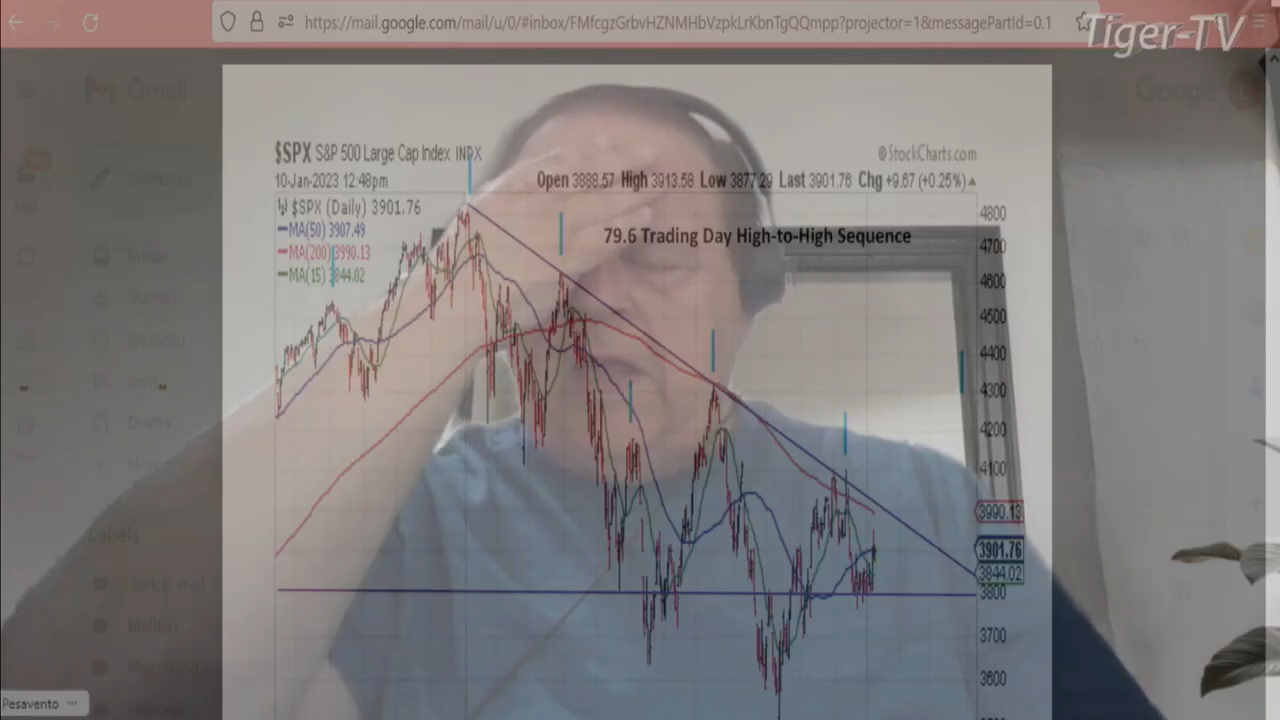 https://mail.google.com/mail/u/0/#inbox/FMfcgzGrbvHZNMHbVzpkLrKbnTgQQmpp?projector=1&messagePartId=0.1
Tiger-TV
Gmail
Google
Compose
Inbox
Starred
Sent
Drafts
Labels
Junk E-mail
$SPX S&P 500 Large Cap Index INDX
@StockCharts.com
10-Jan-2023 12:48pm
Open 3888.57 High 3913.58 Low 3877.29 Last 3901.76 Chg +9.67 (+0.25%)
$SPX (Daily) 3901.76
MA(50) 3907.49
MA(200) 3990.13
MA(15) 3844.02
79.6 Trading Day High-to-High Sequence
4800
4700
4600
4500
4400
4300
4200
4100
3990.13
3901.76
3844.02
3800
3700
3600
Pesavento